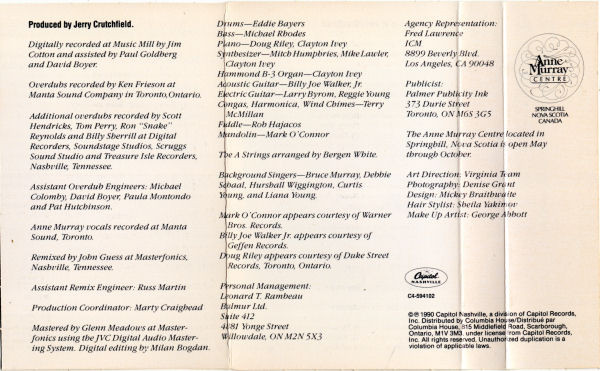 Produced by Jerry Crutchfield.
Digitally recorded at Music Mill by Jim
Cotton and assisted by Paul Goldberg
and David Boyer.
Overdubs recorded by Ken Frieson at
Manta Sound Company in Toronto, Ontario.
Additional overdubs recorded by Scott
Hendricks, Tom Perry, Ron "Snake"
Reynolds and Billy Sherrill at Digital
Recorders, Soundstage Studios, Scruggs
Sound Studio and Treasure Isle Recorders,
Nashville, Tennessee.
Assistant Overdub Engineers: Michael
Colomby, David Boyer, Paula Montondo
and Pat Hutchinson.
Anne Murray vocals recorded at Manta
Sound, Toronto.
Remixed by John Guess at Masterfonics,
Nashville, Tennessee.
Assistant Remix Engineer: Russ Martin
Production Coordinator: Marty Craighead
Mastered by Glenn Meadows at Master-
fonics using the JVC Digital Audio Master-
ing System. Digital editing by Milan Bogdan.
Drums—Eddie Bayers
Bass—Michael Rhodes
Piano—Doug Riley, Clayton Ivey
Synthesizer—Mitch Humphries, Mike Lawler,
Clayton Ivey
Hammond B-3 Organ—Clayton Ivey
Acoustic Guitar—Billy Joe Walker, Jr.
Electric Guitar—Larry Byrom, Reggie Young
Congas, Harmonica, Wind Chimes—Terry
McMillan
Fiddle—Rob Hajacos
Mandolin—Mark O'Connor
The A Strings arranged by Bergen White.
Background Singers—Bruce Murray, Debbie
Schaal, Hurshall Wiggington, Curtis
Young, and Liana Young.
Mark O'Connor appears courtesy of Warner
Bros. Records.
Billy Joe Walker Jr. appears courtesy of
Geffen Records.
Doug Riley appears courtesy of Duke Street
Records, Toronto, Ontario.
Personal Management:
Leonard T. Rambeau
Balmur Ltd.
Suite 412
4881 Yonge Street
Willowdale, ON M2N 5X3
Agency Representation:
Fred Lawrence
ICM
8899 Beverly Blvd.
Los Angeles, CA 90048
Publicist:
Palmer Publicity Ink
373 Durie Street
Toronto, ON M6S 3G5
The Anne Murray Centre located in
Springhill, Nova Scotia is open May
through October.
Art Direction: Virginia Team
Photography: Denise Grant
Design: Mickey Braithwaite
Hair Stylist: Sheila Yakimov
Make Up Artist: George Abbott
Anne
Murray
CENTRE
SPRINGHILL
NOVA SCOTIA
CANADA
Capitol
NASHVILLE
C4-594102
©℗ 1990 Capitol Nashville, a division of Capitol Records,
Inc. Distributed by Columbia House/Distribué par
Columbia House, 815 Middlefield Road, Scarborough,
Ontario, M1V 3M3, under license from Capitol Records,
Inc. All rights reserved. Unauthorized duplication is a
violation of applicable laws.